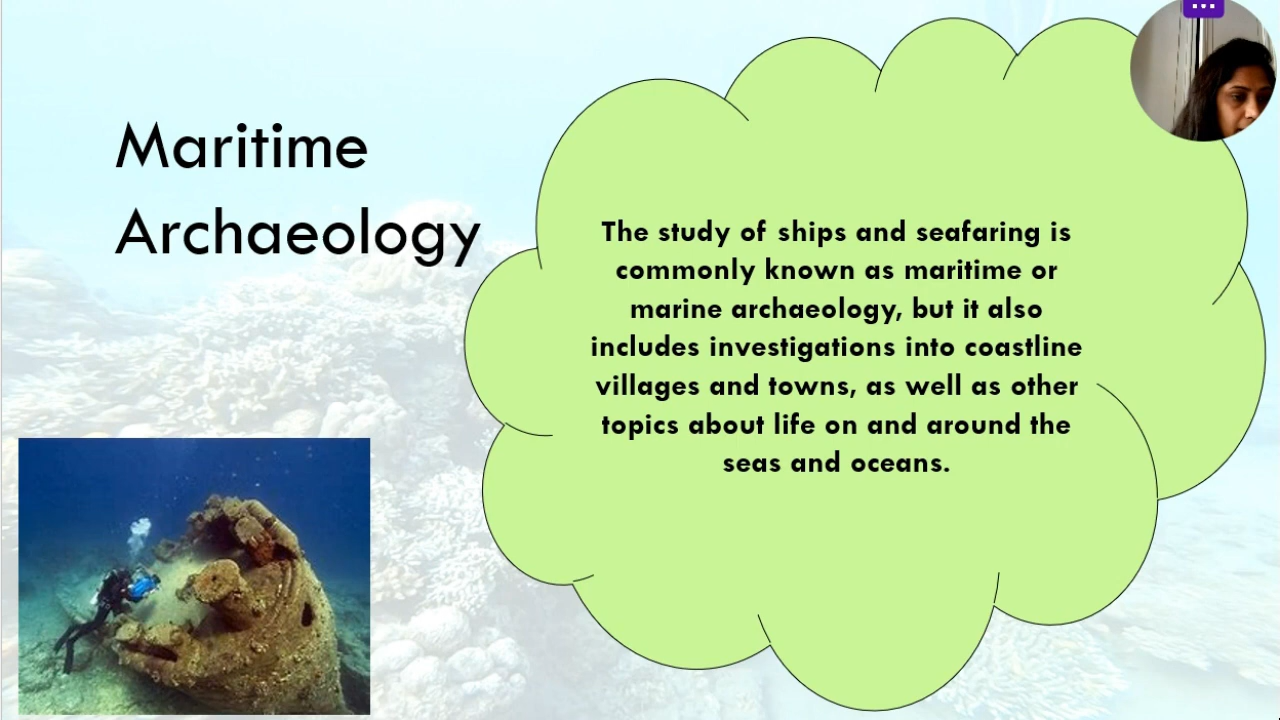 Maritime
Archaeology
The study of ships and seafaring is
commonly known as maritime or
marine archaeology, but it also
includes investigations into coastline
villages and towns, as well as other
topics about life on and around the
seas and oceans.